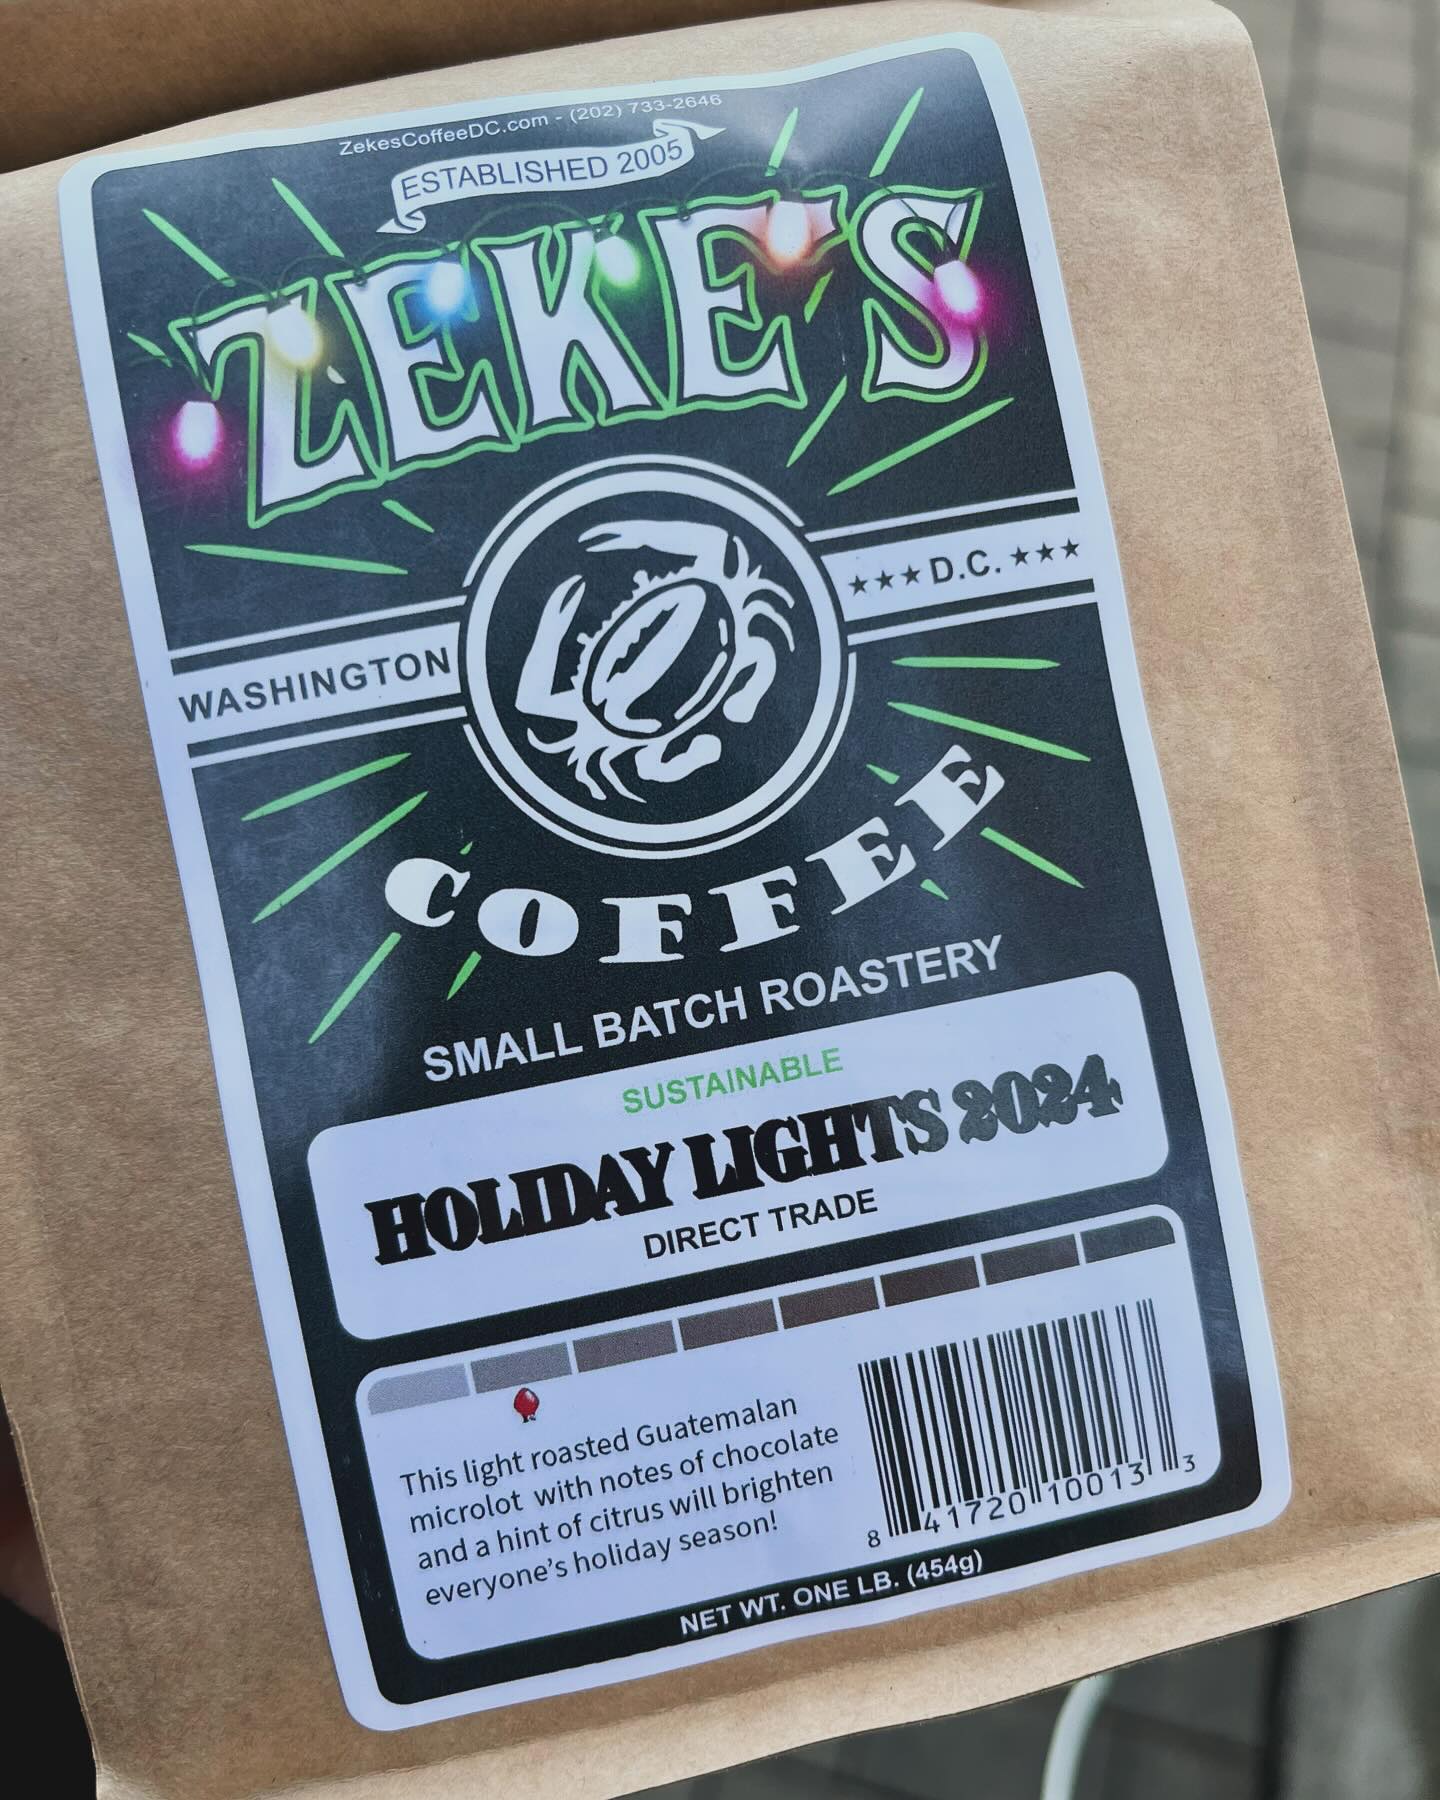 ZekesCoffeeDC.com - (202) 733-2646
ESTABLISHED 2005
ZEKE'S
WASHINGTON ★★★ D.C. ★★★
COFFEE
SMALL BATCH ROASTERY
SUSTAINABLE
HOLIDAY LIGHTS 2024
DIRECT TRADE
This light roasted Guatemalan
microlot with notes of chocolate
and a hint of citrus will brighten
everyone's holiday season!
8 41720 10013 3
NET WT. ONE LB. (454g)